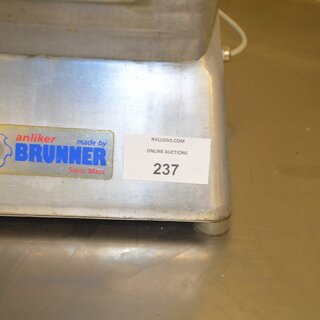 anliker
made by
BRUNNER
Swiss Made
NVLUSSIS.COM
ONLINE AUCTIONS
237